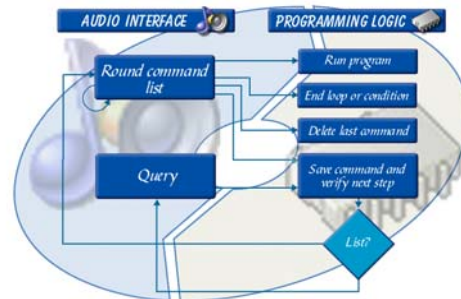 AUDIO INTERFACE
PROGRAMMING LOGIC
Round command
list
Run program
End loop or condition
Delete last command
Query
Save command and
verify next step
List?